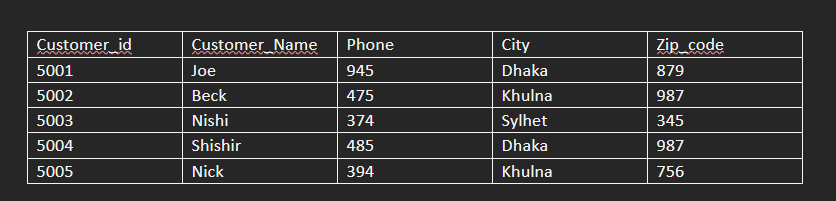 Customer_id Customer_Name Phone City Zip_code
5001 Joe 945 Dhaka 879
5002 Beck 475 Khulna 987
5003 Nishi 374 Sylhet 345
5004 Shishir 485 Dhaka 987
5005 Nick 394 Khulna 756